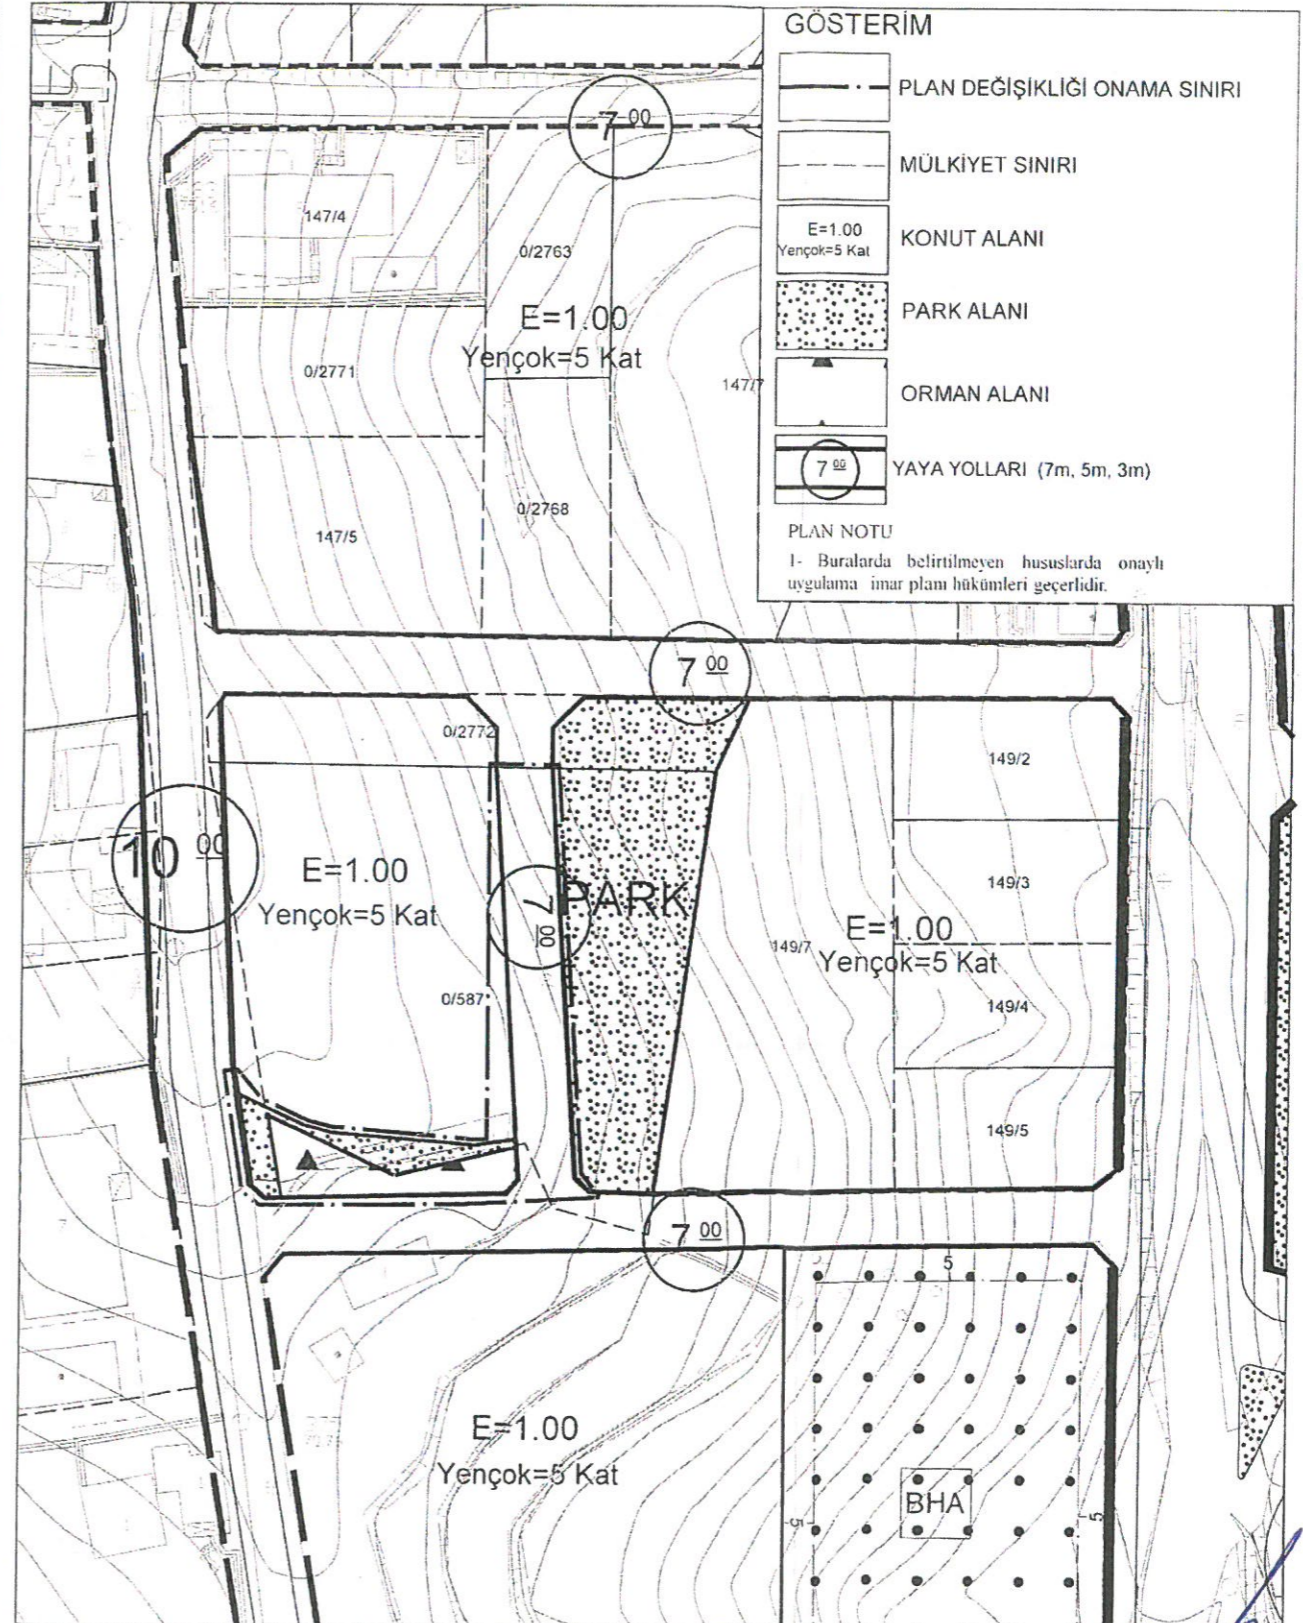 GÖSTERİM
PLAN DEĞİŞİKLİĞİ ONAMA SINIRI
MÜLKİYET SINIRI
E=1.00
Yençok=5 Kat
KONUT ALANI
PARK ALANI
ORMAN ALANI
7 00
YAYA YOLLARI (7m, 5m, 3m)
PLAN NOTU
1- Buralarda belirtilmeyen hususlarda onaylı
uygulama imar planı hükümleri geçerlidir.
7 00
147/4
0/2763
E=1.00
Yençok=5 Kat
0/2771
147/7
0/2768
147/5
7 00
0/2772
149/2
10 00
E=1.00
Yençok=5 Kat
7 00
PARK
149/3
E=1.00
149/7
Yençok=5 Kat
0/587
149/4
149/5
7 00
5
E=1.00
Yençok=5 Kat
BHA
5
5